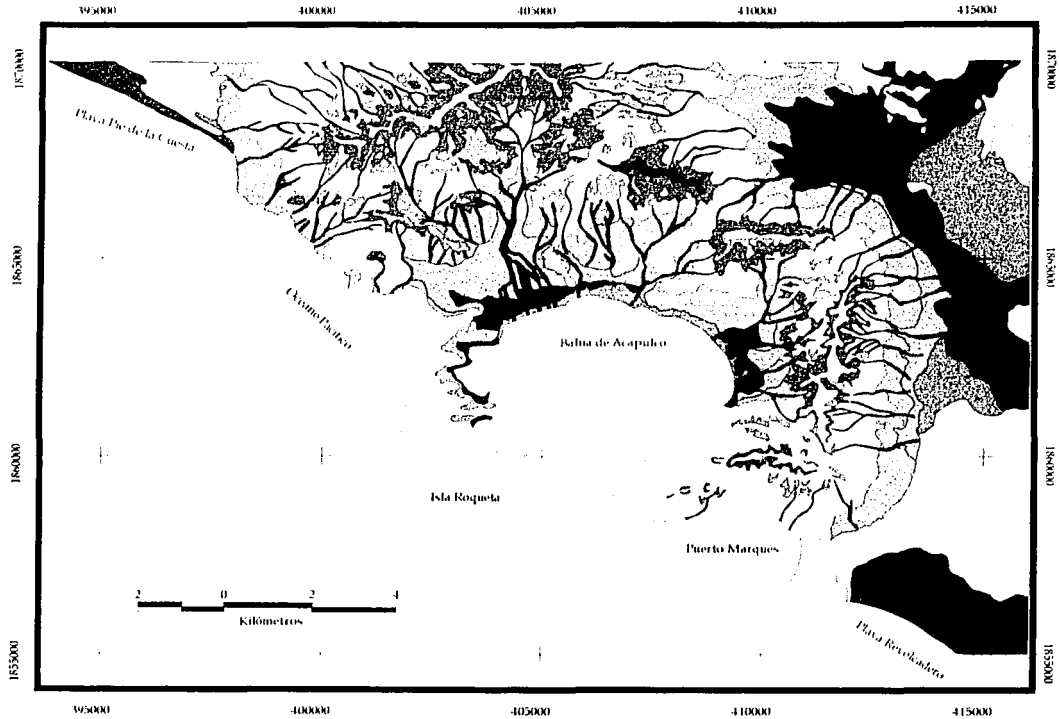 395000 400000 405000 410000 415000
1870000 1870000
Playa Pie de la Cuesta
1865000 1865000
Océano Pacífico
Bahía de Acapulco
1860000 1860000
Isla Roqueta
Puerto Marqués
2 0 2 4
Kilómetros
Playa Revolcadero
1855000 1855000
395000 400000 405000 410000 415000